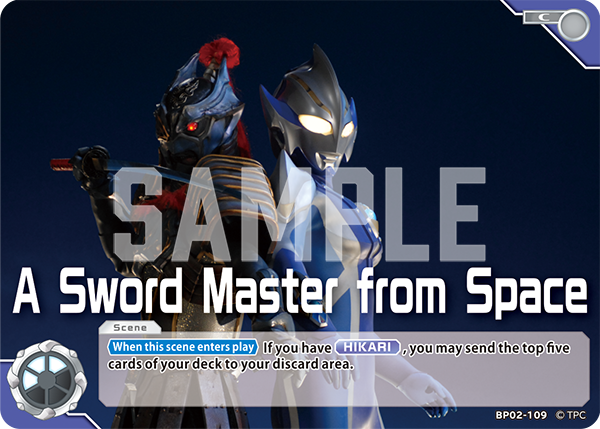 C
SAMPLE
A Sword Master from Space
Scene
When this scene enters play If you have HIKARI, you may send the top five
cards of your deck to your discard area.
BP02-109 © TPC